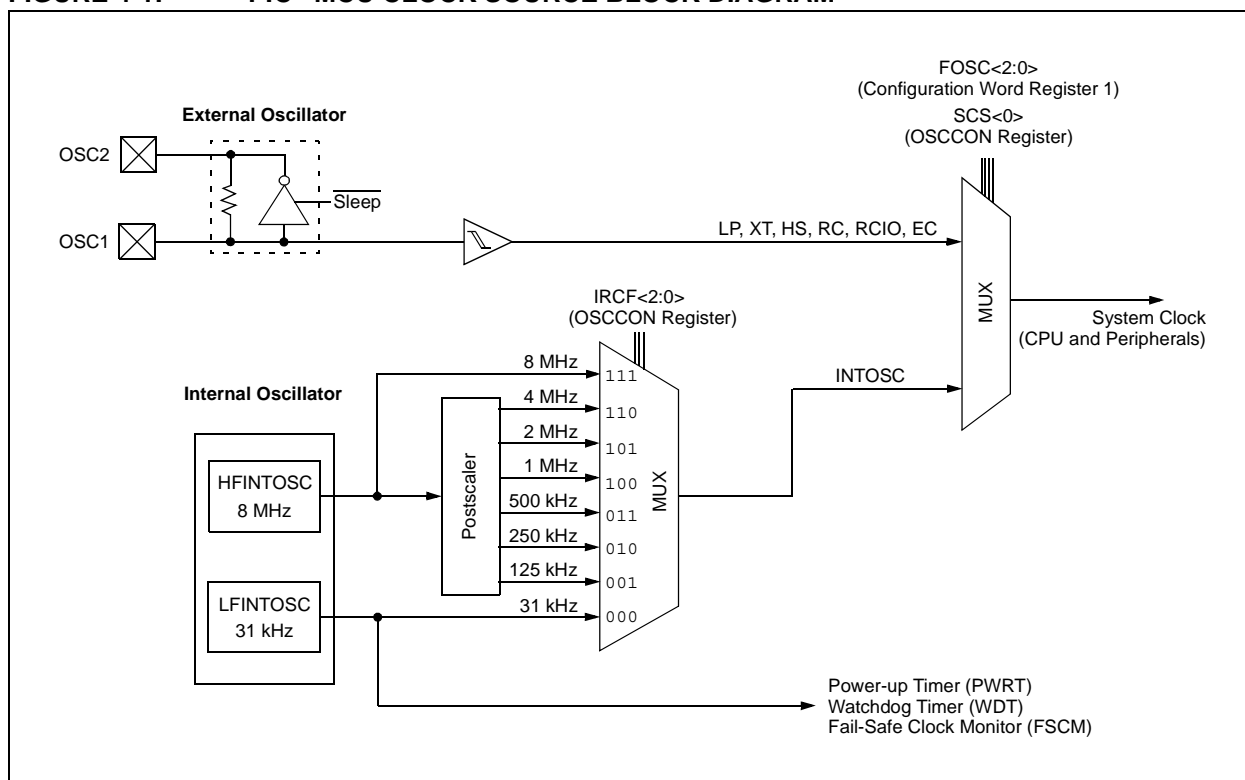 FOSC<2:0>
(Configuration Word Register 1)
SCS<0>
(OSCCON Register)
External Oscillator
OSC2
Sleep
OSC1
LP, XT, HS, RC, RCIO, EC
MUX
System Clock
(CPU and Peripherals)
IRCF<2:0>
(OSCCON Register)
INTOSC
Internal Oscillator
HFINTOSC
8 MHz
LFINTOSC
31 kHz
Postscaler
8 MHz
111
4 MHz
110
2 MHz
101
1 MHz
100
500 kHz
011
250 kHz
010
125 kHz
001
31 kHz
000
MUX
Power-up Timer (PWRT)
Watchdog Timer (WDT)
Fail-Safe Clock Monitor (FSCM)